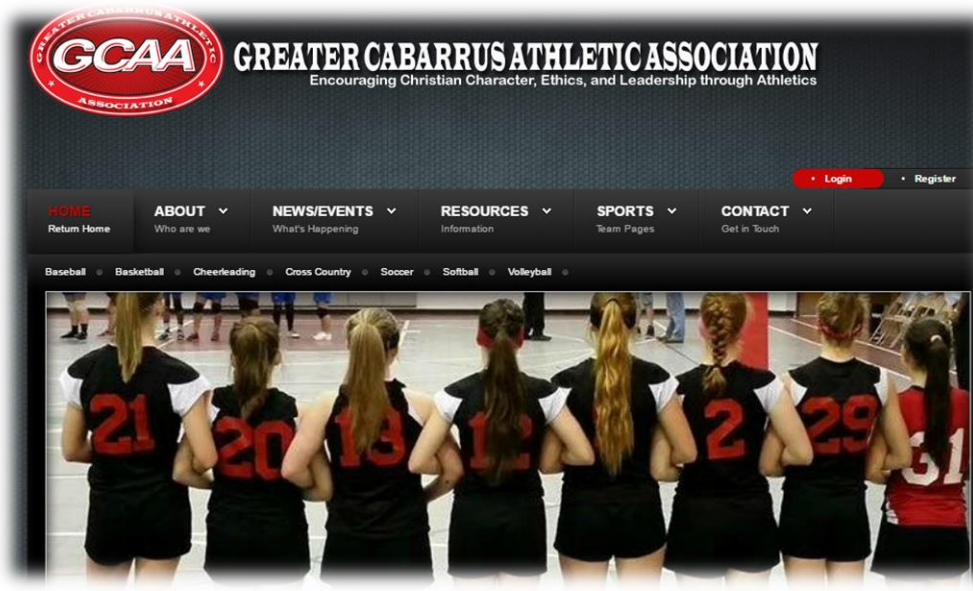 GREATER CABARRUS ATHLETIC
GCAA
ASSOCIATION
GREATER CABARRUS ATHLETIC ASSOCIATION
Encouraging Christian Character, Ethics, and Leadership through Athletics
• Login • Register
HOME ABOUT NEWS/EVENTS RESOURCES SPORTS CONTACT
Return Home Who are we What's Happening Information Team Pages Get in Touch
Baseball Basketball Cheerleading Cross Country Soccer Softball Volleyball
21 20 13 12 2 29 31